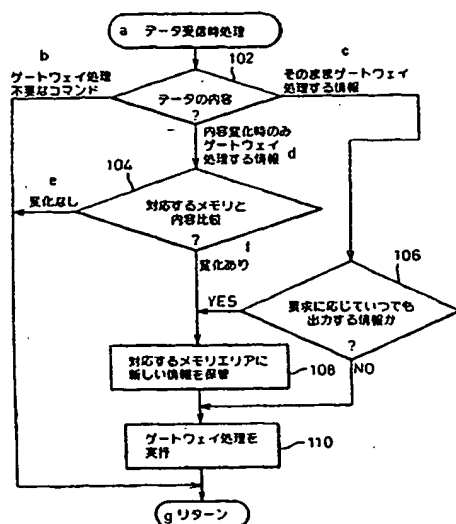 a データ受信時処理
b
c
102
ゲートウェイ処理
不要なコマンド
データの内容
?
そのままゲートウェイ
処理する情報
内容変化時のみ
ゲートウェイ
処理する情報
d
104
e
変化なし
対応するメモリと
内容比較
?
f
変化あり
106
YES
要求に応じていつでも
出力する情報か
?
NO
対応するメモリエリアに
新しい情報を保管
108
ゲートウェイ処理を
実行
110
g リターン